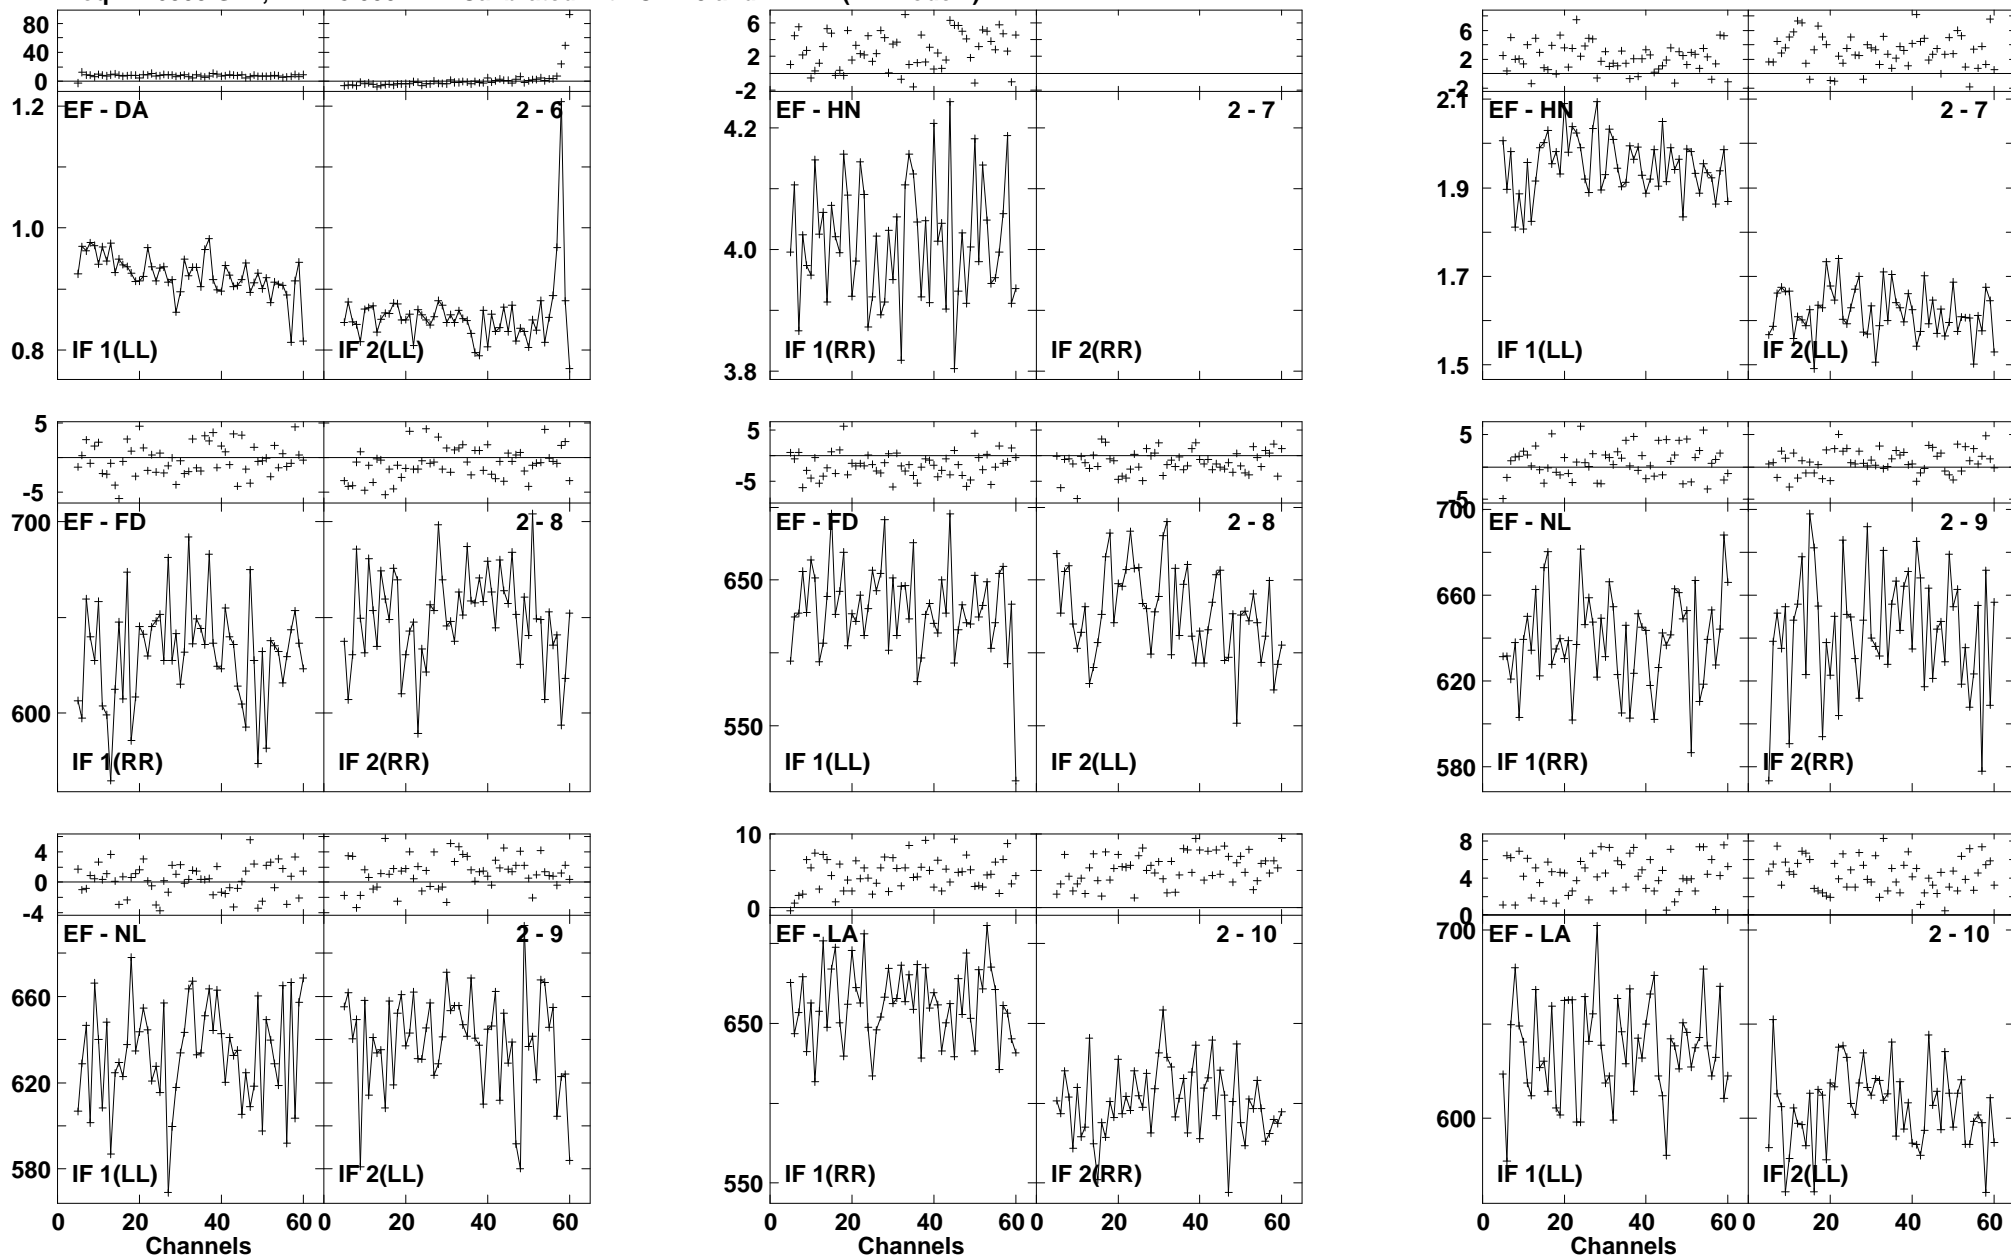 80
40
0
1.2
1.0
0.8
EF - DA
2 - 6
IF 1(LL)
IF 2(LL)
6
2
-2
4.2
4.0
3.8
EF - HN
2 - 7
IF 1(RR)
IF 2(RR)
6
2
-2
2.1
1.9
1.7
1.5
EF - HN
2 - 7
IF 1(LL)
IF 2(LL)
5
-5
700
600
EF - FD
2 - 8
IF 1(RR)
IF 2(RR)
5
-5
650
550
EF - FD
2 - 8
IF 1(LL)
IF 2(LL)
5
-5
700
660
620
580
EF - NL
2 - 9
IF 1(RR)
IF 2(RR)
4
0
-4
660
620
580
EF - NL
2 - 9
IF 1(LL)
IF 2(LL)
0 20 40 60 0 20 40 60
Channels
10
0
650
550
EF - LA
2 - 10
IF 1(RR)
IF 2(RR)
0 20 40 60 0 20 40 60
Channels
8
4
0
700
600
EF - LA
2 - 10
IF 1(LL)
IF 2(LL)
0 20 40 60 0 20 40 60
Channels